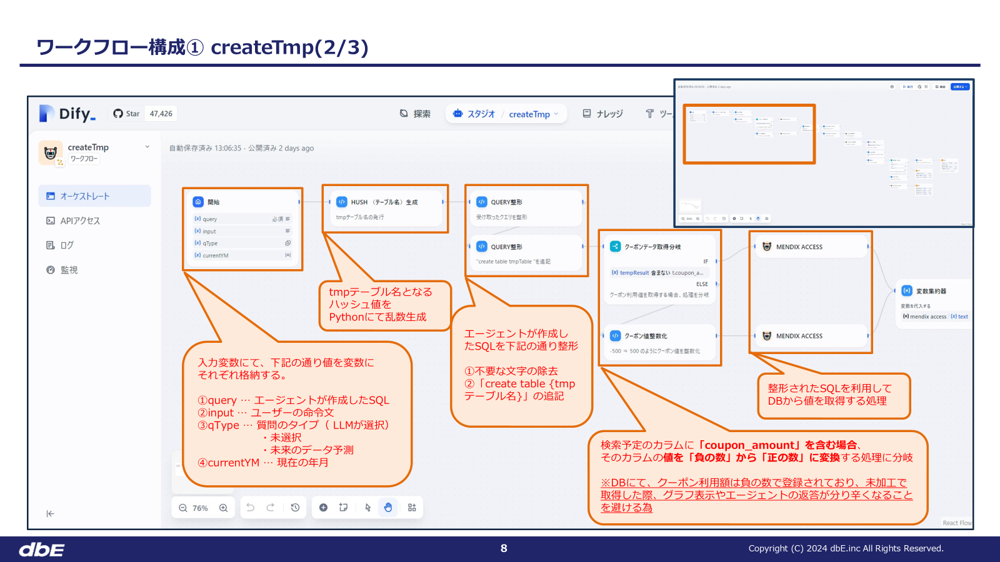 ワークフロー構成① createTmp(2/3)
Dify_
Star 47,426
探索
スタジオ / createTmp
ナレッジ
ツー
createTmp
ワークフロー
自動保存済み 13:06:35 · 公開済み 2 days ago
オーケストレート
APIアクセス
ログ
監視
開始
{x} query 必須
{x} input
{x} qType
{x} currentYM
HUSH （テーブル名）生成
tmpテーブル名の発行
QUERY整形
受け取ったクエリを整形
QUERY整形
"create table tmpTable "を追記
クーポンデータ取得分岐
IF
{x} tempResult 含まない t.coupon_a...
ELSE
クーポン利用値を取得する場合、処理を分岐
クーポン値整数化
-500 ⇒ 500 のようにクーポン値を整数化
MENDIX ACCESS
MENDIX ACCESS
変数集約器
変数を代入する
mendix access / {x} text
tmpテーブル名となる
ハッシュ値を
Pythonにて乱数生成
エージェントが作成し
たSQLを下記の通り整形
①不要な文字の除去
②「create table {tmp
テーブル名}」の追記
入力変数にて、下記の通り値を変数に
それぞれ格納する。
①query … エージェントが作成したSQL
②input … ユーザーの命令文
③qType … 質問のタイプ（ LLMが選択）
・未選択
・未来のデータ予測
④currentYM … 現在の年月
整形されたSQLを利用して
DBから値を取得する処理
検索予定のカラムに「coupon_amount」を含む場合、
そのカラムの値を「負の数」から「正の数」に変換する処理に分岐
※DBにて、クーポン利用額は負の数で登録されており、未加工で
取得した際、グラフ表示やエージェントの返答が分り辛くなること
を避ける為
76%
React Flow
dbE
8
Copyright (C) 2024 dbE.inc All Rights Reserved.